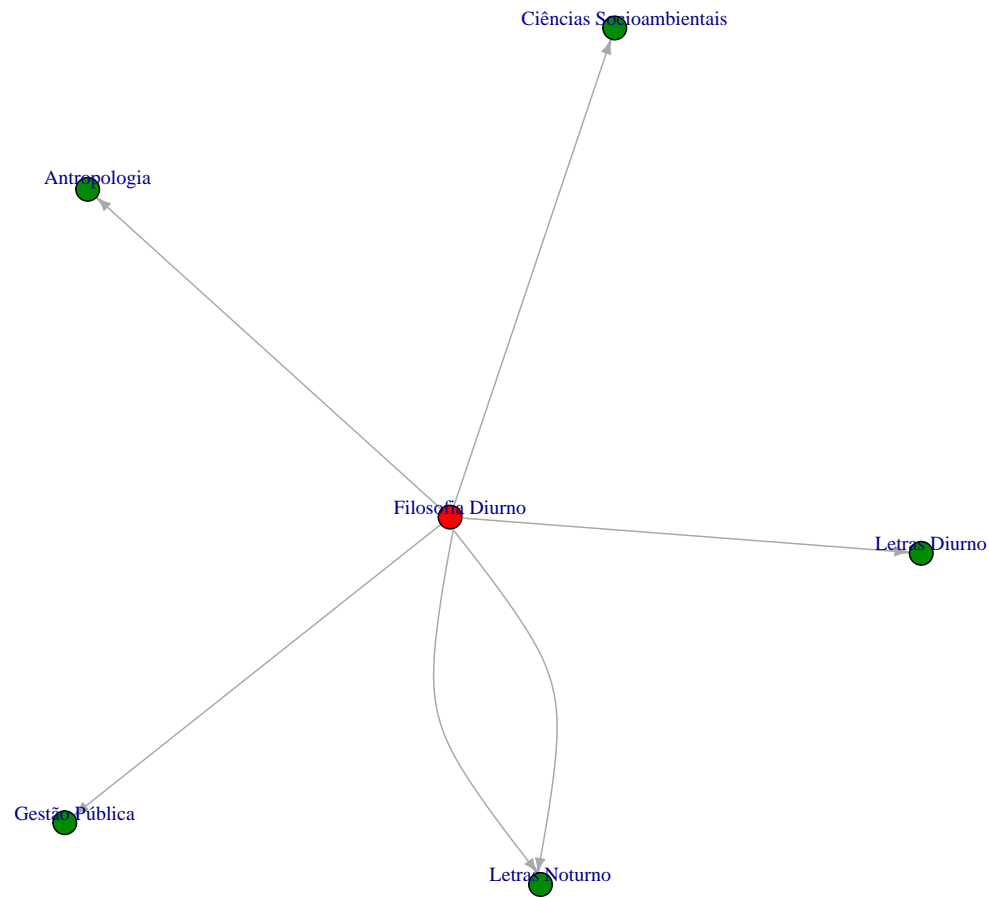 Ciências Socioambientais
Antropologia
Filosofia Diurno
Letras Diurno
Gestão Pública
Letras Noturno